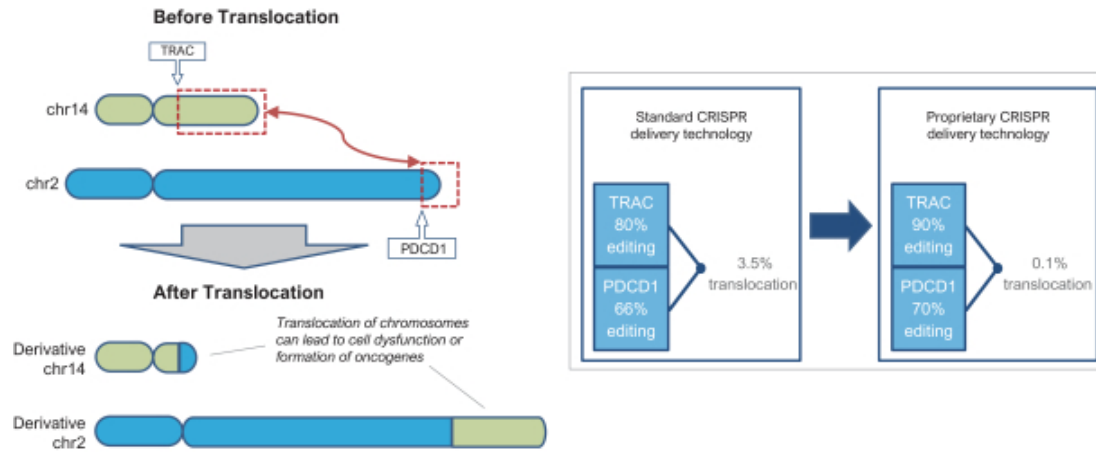 Before Translocation
TRAC
chr14
chr2
PDCD1
After Translocation
Translocation of chromosomes
can lead to cell dysfunction or
formation of oncogenes
Derivative
chr14
Derivative
chr2
Standard CRISPR
delivery technology
TRAC
80%
editing
PDCD1
66%
editing
3.5%
translocation
Proprietary CRISPR
delivery technology
TRAC
90%
editing
PDCD1
70%
editing
0.1%
translocation